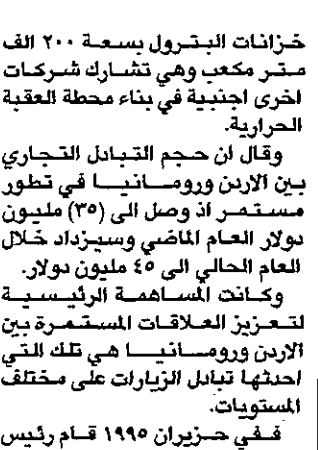 خزانات البترول بسعة ٢٠٠ الف
متر مكعب وهي تشارك شركات
اخرى اجنبية في بناء محطة العقبة
الحرارية.
وقال ان حجم التبادل التجاري
بين الاردن ورومانيا في تطور
مستمر اذ وصل الى (٣٥) مليون
دولار العام الماضي وسيزداد خلال
العام الحالي الى ٤٥ مليون دولار.
وكانت المساهمة الرئيسية
لتعزيز العلاقات المستمرة بين
الاردن ورومانيا هي تلك التي
احدثها تبادل الزيارات على مختلف
المستويات.
ففي حزيران ١٩٩٥ قام رئيس